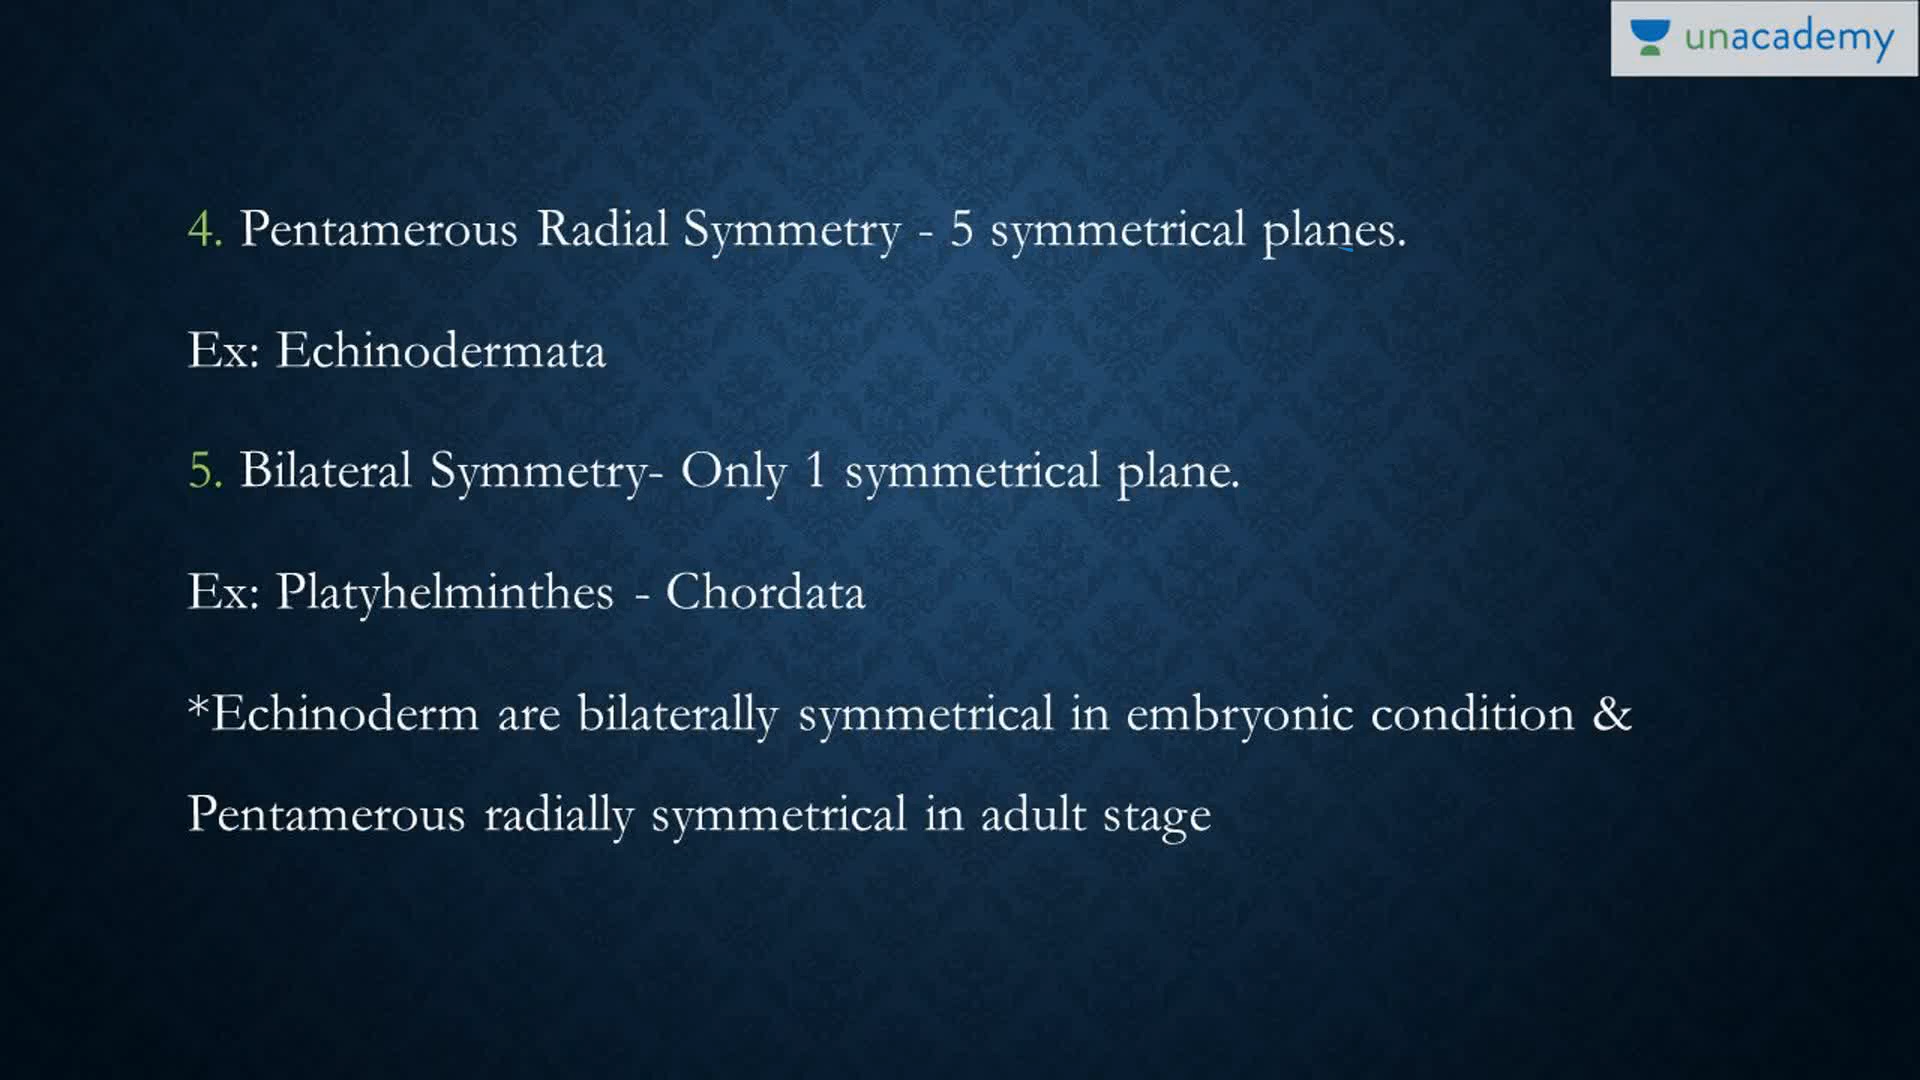 unacademy
4. Pentamerous Radial Symmetry - 5 symmetrical planes.
Ex: Echinodermata
5. Bilateral Symmetry- Only 1 symmetrical plane.
Ex: Platyhelminthes - Chordata
*Echinoderm are bilaterally symmetrical in embryonic condition &
Pentamerous radially symmetrical in adult stage